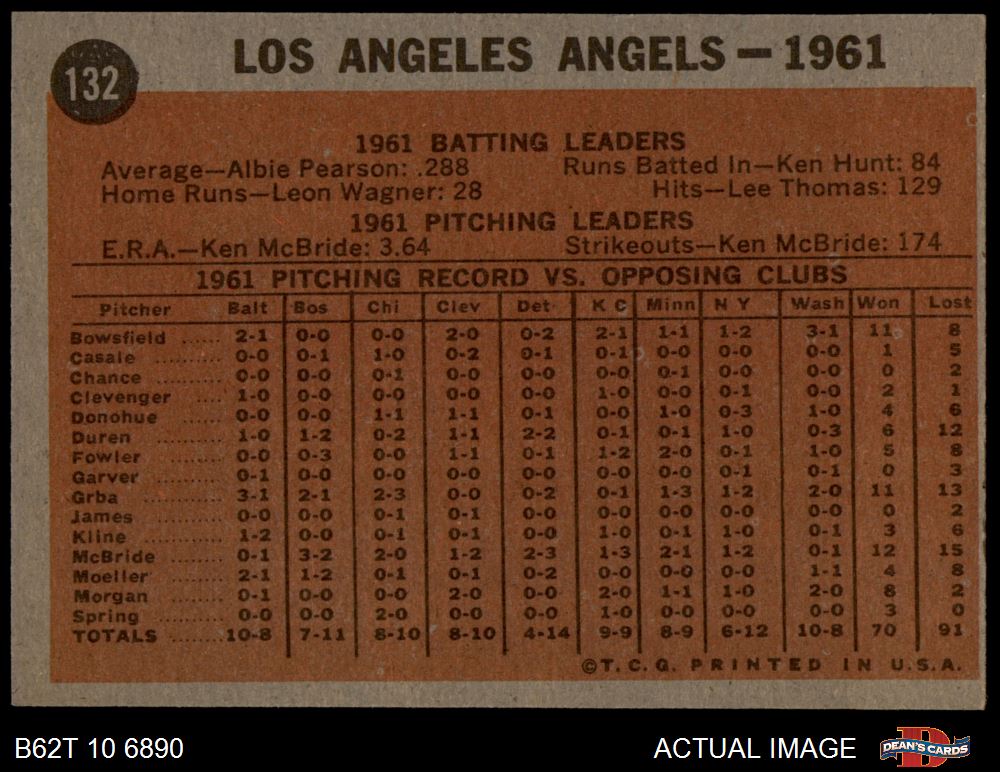 132
LOS ANGELES ANGELS — 1961
1961 BATTING LEADERS
Average—Albie Pearson: .288 Runs Batted In—Ken Hunt: 84
Home Runs—Leon Wagner: 28 Hits—Lee Thomas: 129
1961 PITCHING LEADERS
E.R.A.—Ken McBride: 3.64 Strikeouts—Ken McBride: 174
1961 PITCHING RECORD VS. OPPOSING CLUBS
Pitcher Balt Bos Chi Clev Det K C Minn N Y Wash Won Lost
Bowsfield ...... 2-1 0-0 0-0 2-0 0-2 2-1 1-1 1-2 3-1 11 8
Casale ......... 0-0 0-1 1-0 0-2 0-1 0-1 0-0 0-0 0-0 1 5
Chance ......... 0-0 0-0 0-1 0-0 0-0 0-0 0-1 0-0 0-0 0 2
Clevenger .... 1-0 0-0 0-0 0-0 0-0 1-0 0-0 0-1 0-0 2 1
Donohue ...... 0-0 0-0 1-1 1-1 0-1 0-0 1-0 0-3 1-0 4 6
Duren ......... 1-0 1-2 0-2 1-1 2-2 0-1 0-1 1-0 0-3 6 12
Fowler ......... 0-0 0-3 0-0 1-1 0-1 1-2 2-0 0-1 1-0 5 8
Garver ......... 0-1 0-0 0-0 0-0 0-0 0-0 0-0 0-1 0-1 0 3
Grba ............ 3-1 2-1 2-3 0-0 0-2 0-1 1-3 1-2 2-0 11 13
James ......... 0-0 0-0 0-1 0-1 0-0 0-0 0-0 0-0 0-0 0 2
Kline ............ 1-2 0-0 0-1 0-1 0-0 1-0 0-1 1-0 0-1 3 6
McBride ...... 0-1 3-2 2-0 1-2 2-3 1-3 2-1 1-2 0-1 12 15
Moeller ......... 2-1 1-2 0-1 0-1 0-2 0-0 0-0 0-0 1-1 4 8
Morgan ......... 0-1 0-0 0-0 2-0 0-0 2-0 1-1 1-0 2-0 8 2
Spring ......... 0-0 0-0 2-0 0-0 0-0 1-0 0-0 0-0 0-0 3 0
TOTALS ...... 10-8 7-11 8-10 8-10 4-14 9-9 8-9 6-12 10-8 70 91
©T.C.G. PRINTED IN U.S.A.
B62T 10 6890 ACTUAL IMAGE D DEAN'S CARDS